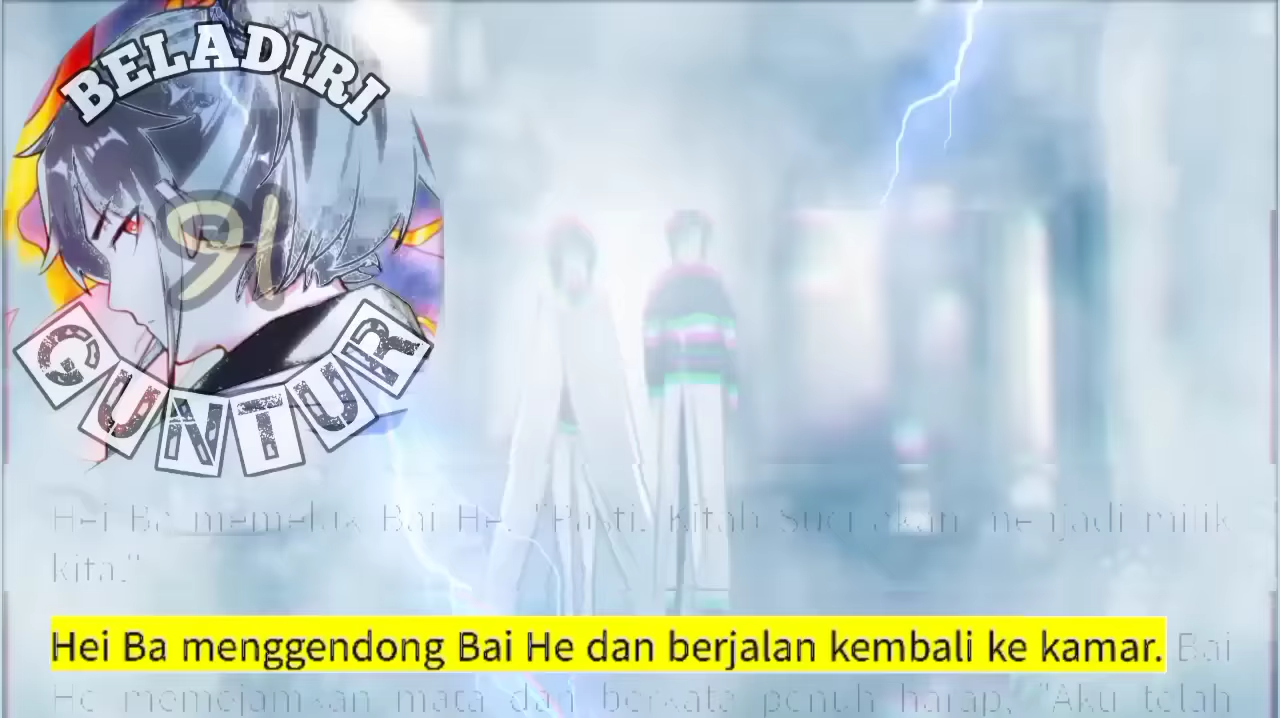 BELADIRI
91
GUNTUR
Hei Ba memeluk Bai He. "Pasti. Kitab Suci akan menjadi milik
kita."
Hei Ba menggendong Bai He dan berjalan kembali ke kamar. Bai
He memejamkan mata dan berkata penuh harap, "Aku telah